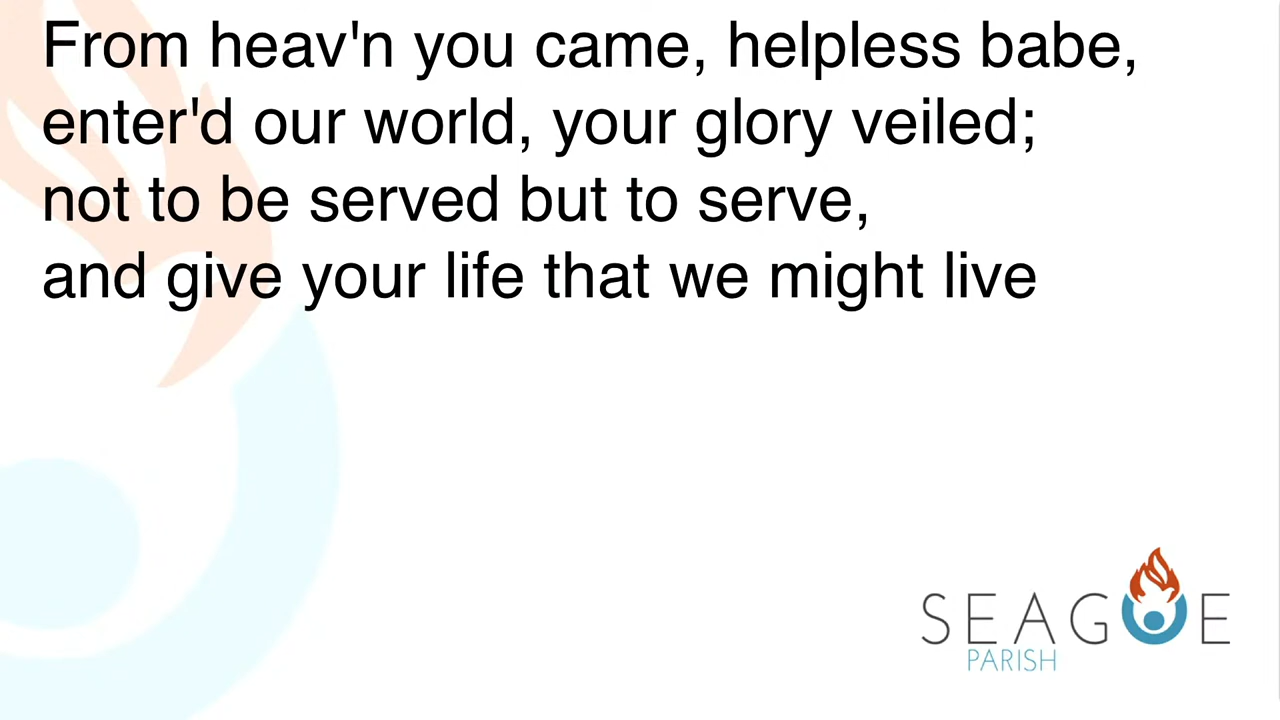 From heav'n you came, helpless babe,
enter'd our world, your glory veiled;
not to be served but to serve,
and give your life that we might live
SEAGOE
PARISH